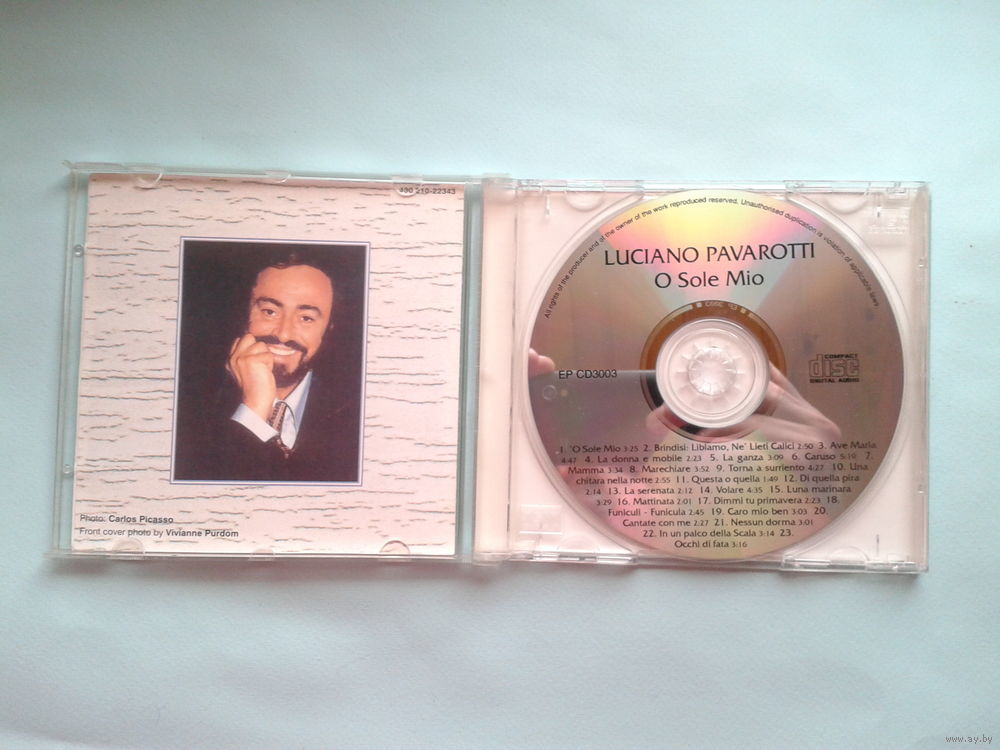 430 210-22343
Photo: Carlos Picasso
Front cover photo by Vivianne Purdom
All rights of the producer and of the owner of the work reproduced reserved. Unauthorised duplication is violation of applicable laws.
LUCIANO PAVAROTTI
O Sole Mio
EP CD3003
COMPACT
disc
DIGITAL AUDIO
1. 'O Sole Mio 3:25 2. Brindisi: Libiamo, Ne' Lieti Calici 2:50 3. Ave Maria
4:47 4. La donna e mobile 2:23 5. La ganza 3:09 6. Caruso 5:19 7.
Mamma 3:34 8. Marechiare 3:52 9. Torna a surriento 4:27 10. Una
chitara nella notte 2:55 11. Questa o quella 1:49 12. Di quella pira
2:14 13. La serenata 2:12 14. Volare 4:35 15. Luna marinara
3:29 16. Mattinata 2:01 17. Dimmi tu primavera 2:23 18.
Funiculi - Funicula 2:45 19. Caro mio ben 3:03 20.
Cantate con me 2:27 21. Nessun dorma 3:01
22. In un palco della Scala 3:14 23.
Occhi di fata 3:16
www.ay.by